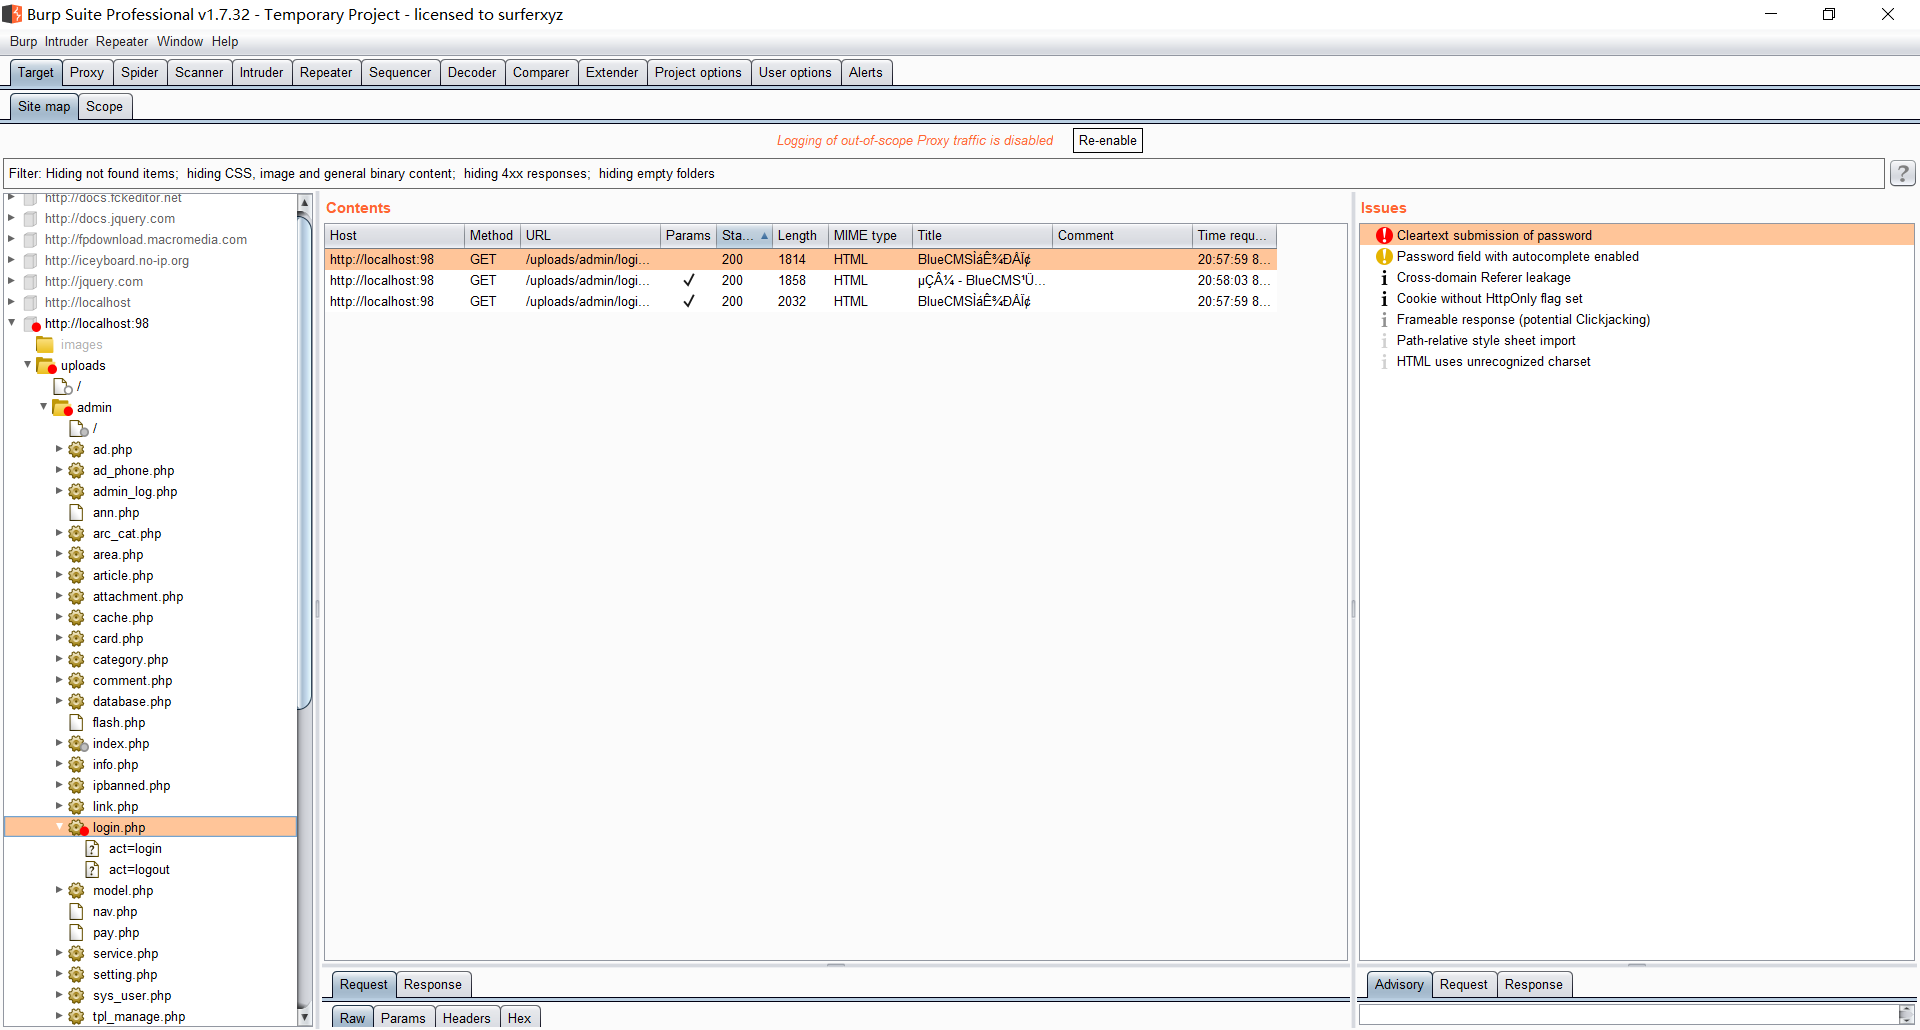 Burp Suite Professional v1.7.32 - Temporary Project - licensed to surferxyz
Burp Intruder Repeater Window Help
Target Proxy Spider Scanner Intruder Repeater Sequencer Decoder Comparer Extender Project options User options Alerts
Site map Scope
Logging of out-of-scope Proxy traffic is disabled Re-enable
Filter: Hiding not found items; hiding CSS, image and general binary content; hiding 4xx responses; hiding empty folders ?
http://docs.fckeditor.net
http://docs.jquery.com
http://fpdownload.macromedia.com
http://iceyboard.no-ip.org
http://jquery.com
http://localhost
http://localhost:98
images
uploads
/
admin
/
ad.php
ad_phone.php
admin_log.php
ann.php
arc_cat.php
area.php
article.php
attachment.php
cache.php
card.php
category.php
comment.php
database.php
flash.php
index.php
info.php
ipbanned.php
link.php
login.php
act=login
act=logout
model.php
nav.php
pay.php
service.php
setting.php
sys_user.php
tpl_manage.php
Contents
Host Method URL Params Sta... Length MIME type Title Comment Time requ...
http://localhost:98 GET /uploads/admin/logi... 200 1814 HTML BlueCMSÌáÊ¾ÐÅÏ¢ 20:57:59 8...
http://localhost:98 GET /uploads/admin/logi... ✓ 200 1858 HTML µÇÂ¼ - BlueCMS¹Ü... 20:58:03 8...
http://localhost:98 GET /uploads/admin/logi... ✓ 200 2032 HTML BlueCMSÌáÊ¾ÐÅÏ¢ 20:57:59 8...
Request Response
Raw Params Headers Hex
Issues
Cleartext submission of password
Password field with autocomplete enabled
Cross-domain Referer leakage
Cookie without HttpOnly flag set
Frameable response (potential Clickjacking)
Path-relative style sheet import
HTML uses unrecognized charset
Advisory Request Response